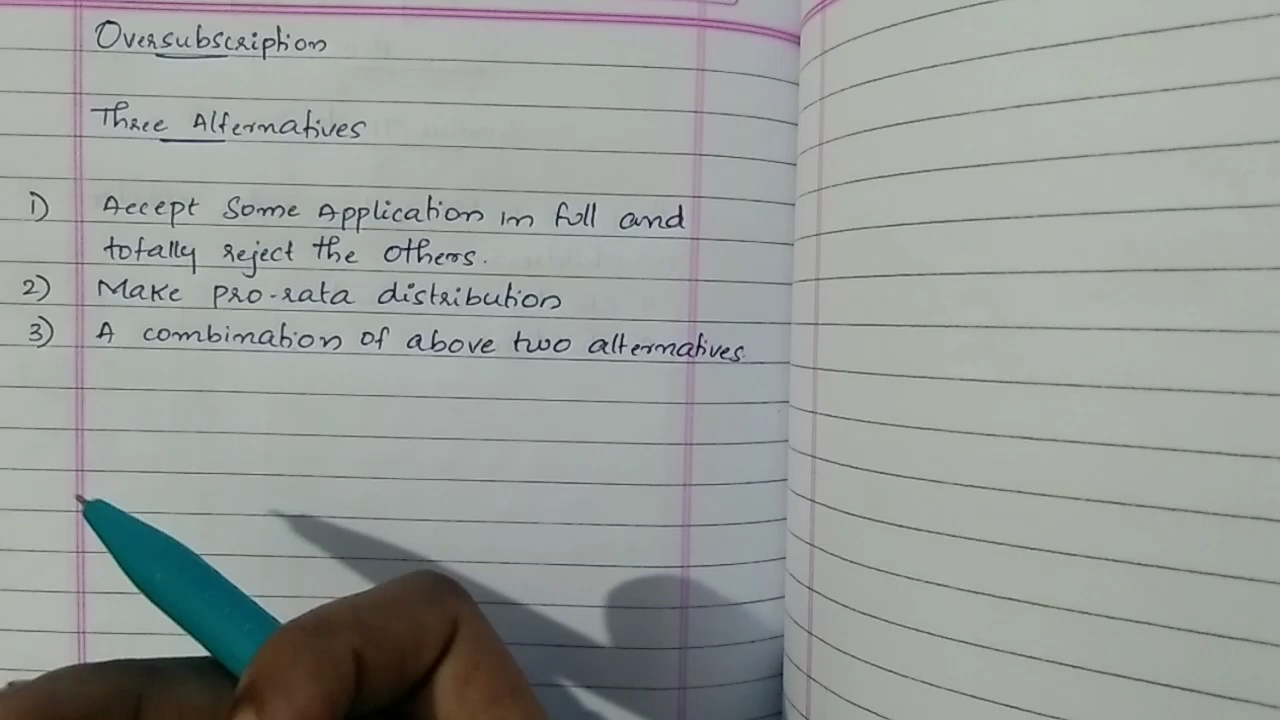 Oversubscription
Three Alternatives
1) Accept Some Application in full and
totally reject the others.
2) Make pro-rata distribution
3) A combination of above two alternatives.